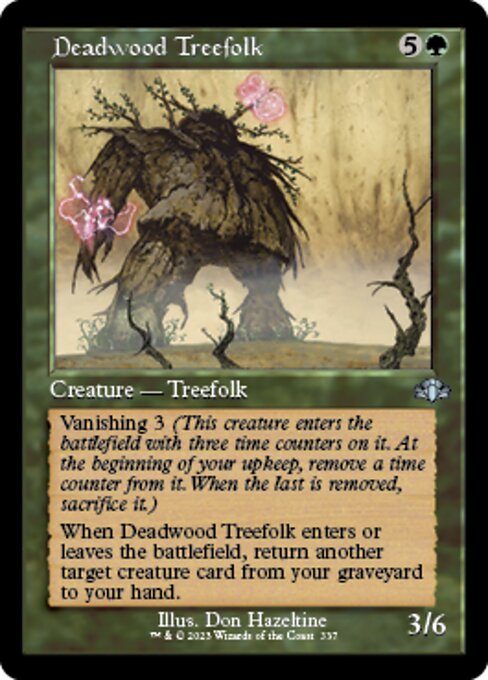 Deadwood Treefolk 5
Creature — Treefolk
Vanishing 3 (This creature enters the
battlefield with three time counters on it. At
the beginning of your upkeep, remove a time
counter from it. When the last is removed,
sacrifice it.)
When Deadwood Treefolk enters or
leaves the battlefield, return another
target creature card from your graveyard
to your hand.
Illus. Don Hazeltine
™ & © 2023 Wizards of the Coast 337
3/6